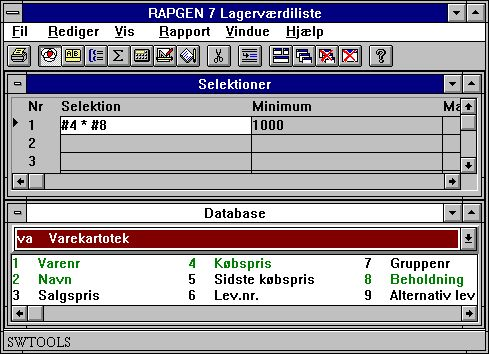 RAPGEN 7 Lagerværdiliste
Fil Rediger Vis Rapport Vindue Hjælp
Selektioner
Nr Selektion Minimum Ma
1 #4 * #8 1000
2
3
Database
va Varekartotek
1 Varenr 4 Købspris 7 Gruppenr
2 Navn 5 Sidste købspris 8 Beholdning
3 Salgspris 6 Lev.nr. 9 Alternativ lev
SWTOOLS